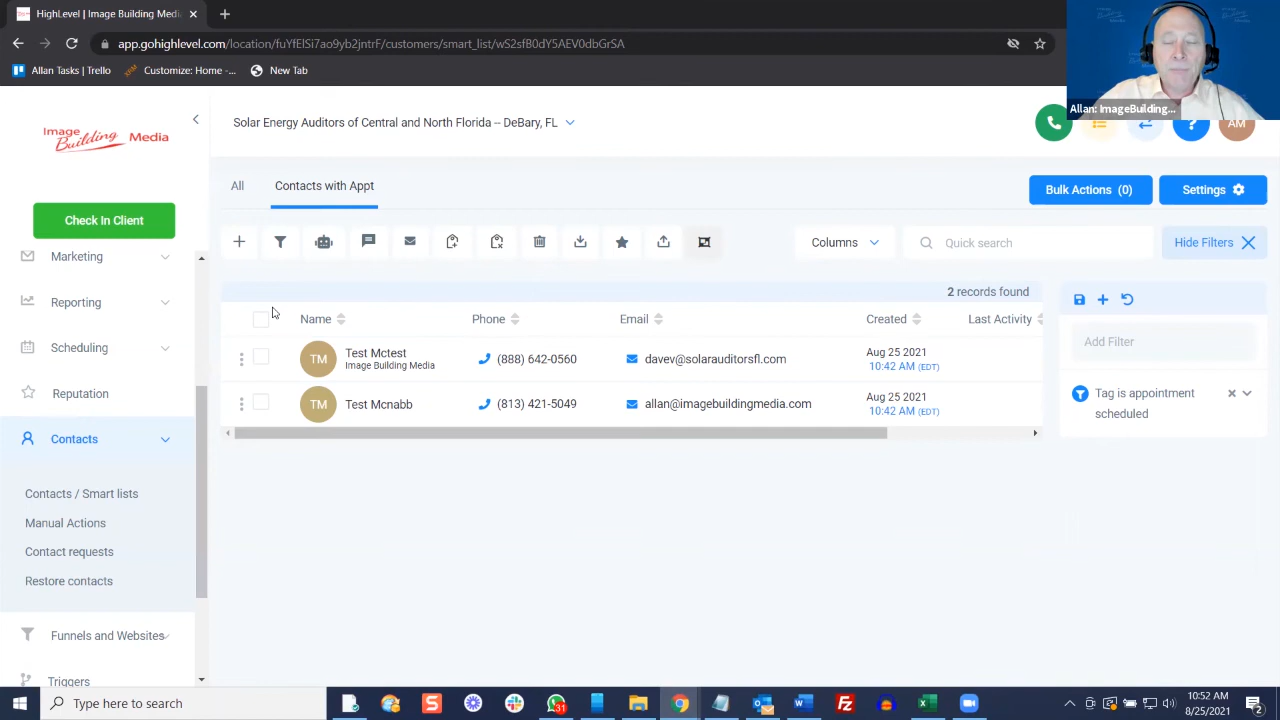 HighLevel | Image Building Medi
app.gohighlevel.com/location/fuYfElSi7ao9yb2jntrF/customers/smart_list/wS2sfB0dY5AEV0dbGrSA
Allan Tasks | Trello
Customize: Home -...
New Tab
Allan: ImageBuilding...
Image Building Media
Solar Energy Auditors of Central and North Florida -- DeBary, FL
AM
All
Contacts with Appt
Bulk Actions (0)
Settings
Check In Client
Columns
Quick search
Hide Filters
Marketing
Reporting
Scheduling
Reputation
Contacts
Contacts / Smart lists
Manual Actions
Contact requests
Restore contacts
Funnels and Websites
Triggers
2 records found
Name
Phone
Email
Created
Last Activity
TM
Test Mctest
Image Building Media
(888) 642-0560
davev@solarauditorsfl.com
Aug 25 2021
10:42 AM (EDT)
TM
Test Mcnabb
(813) 421-5049
allan@imagebuildingmedia.com
Aug 25 2021
10:42 AM (EDT)
Add Filter
Tag is appointment
scheduled
Type here to search
31
10:52 AM
8/25/2021
2